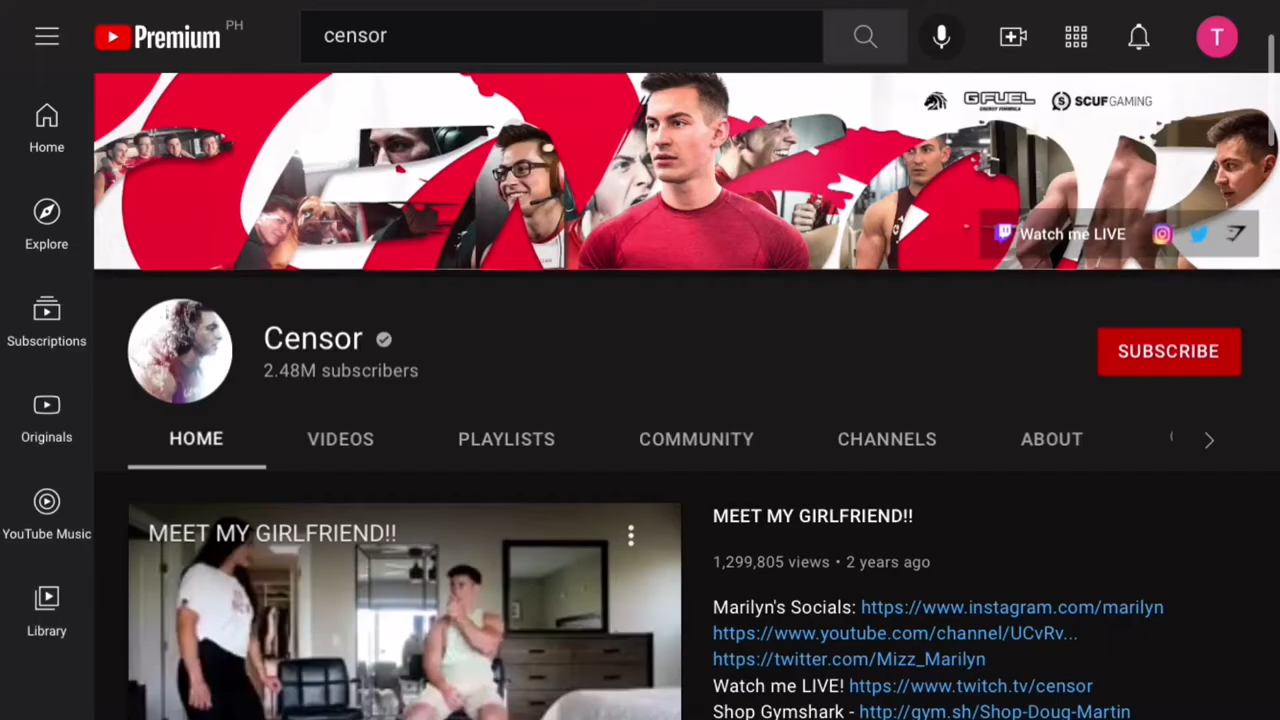 Premium PH
censor
T
CENSOR
GFUEL
ENERGY FORMULA
SCUF GAMING
Watch me LIVE
Home
Explore
Subscriptions
Originals
YouTube Music
Library
Censor
2.48M subscribers
SUBSCRIBE
HOME VIDEOS PLAYLISTS COMMUNITY CHANNELS ABOUT
MEET MY GIRLFRIEND!!
MEET MY GIRLFRIEND!!
1,299,805 views • 2 years ago
Marilyn's Socials: https://www.instagram.com/marilyn
https://www.youtube.com/channel/UCvRv...
https://twitter.com/Mizz_Marilyn
Watch me LIVE! https://www.twitch.tv/censor
Shop Gymshark - http://gym.sh/Shop-Doug-Martin